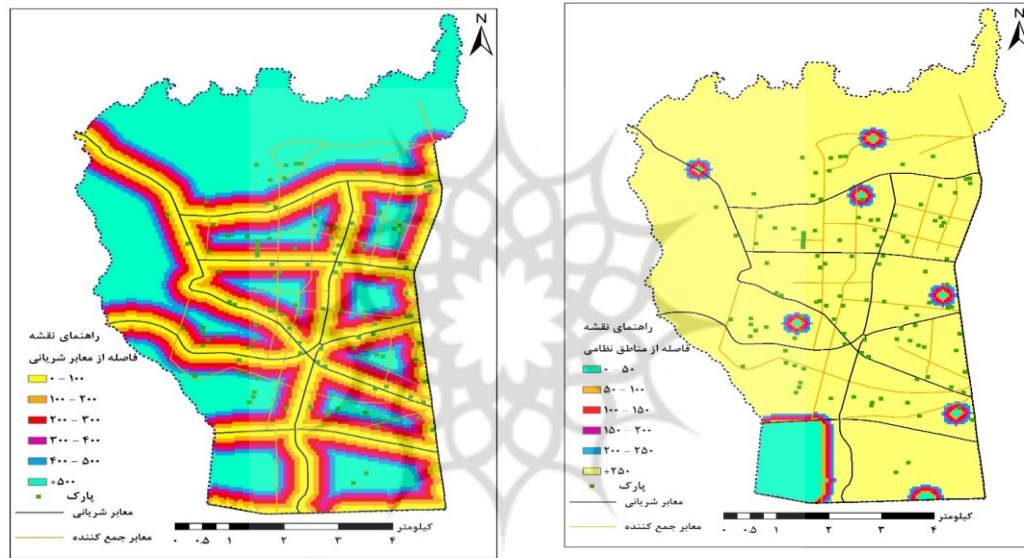 N
راهنمای نقشه
فاصله از معابر شریانی
۰ – ۱۰۰
۱۰۰ – ۲۰۰
۲۰۰ – ۳۰۰
۳۰۰ – ۴۰۰
۴۰۰ – ۵۰۰
+۵۰۰
پارک
معابر شریانی
معابر جمع کننده
کیلومتر
۰ ۰.۵ ۱ ۲ ۳ ۴
N
راهنمای نقشه
فاصله از مناطق نظامی
۰ – ۵۰
۵۰ – ۱۰۰
۱۰۰ – ۱۵۰
۱۵۰ – ۲۰۰
۲۰۰ – ۲۵۰
+۲۵۰
پارک
معابر شریانی
معابر جمع کننده
کیلومتر
۰ ۰.۵ ۱ ۲ ۳ ۴